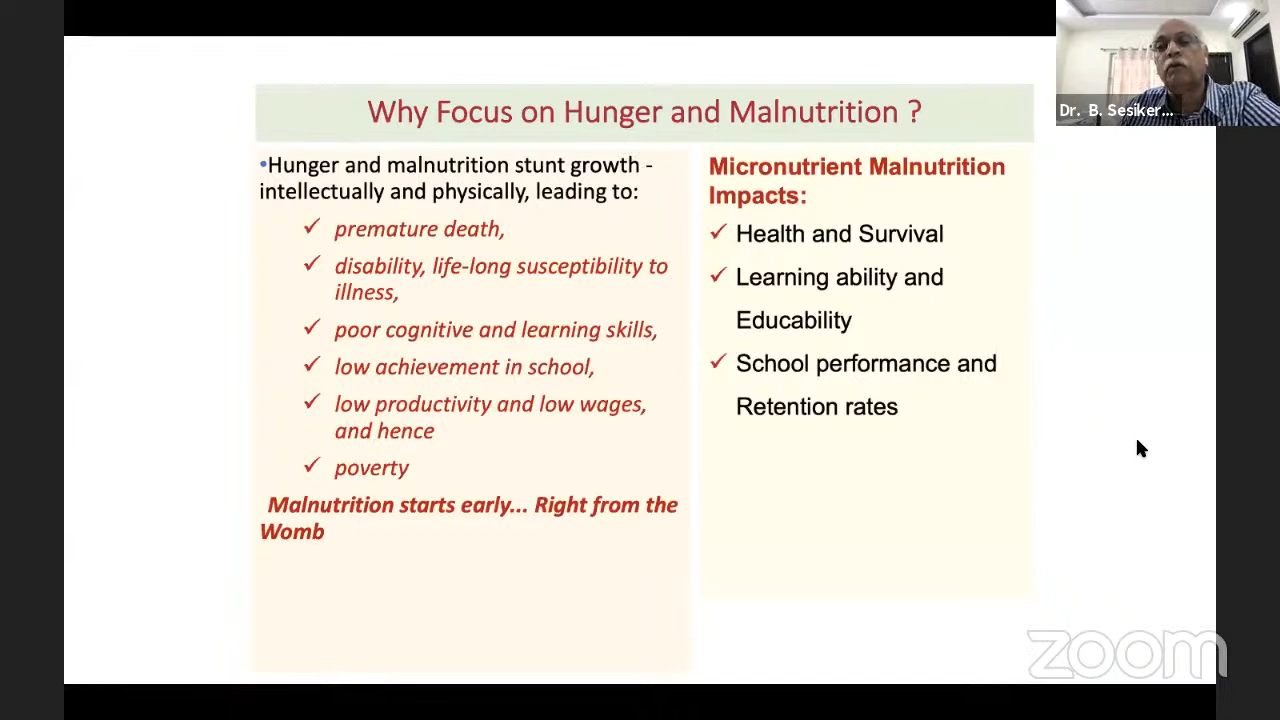 Why Focus on Hunger and Malnutrition ?
•Hunger and malnutrition stunt growth -
intellectually and physically, leading to:
✓ premature death,
✓ disability, life-long susceptibility to
illness,
✓ poor cognitive and learning skills,
✓ low achievement in school,
✓ low productivity and low wages,
and hence
✓ poverty
Malnutrition starts early... Right from the
Womb
Micronutrient Malnutrition
Impacts:
✓ Health and Survival
✓ Learning ability and
Educability
✓ School performance and
Retention rates
Dr. B. Sesiker...
zoom